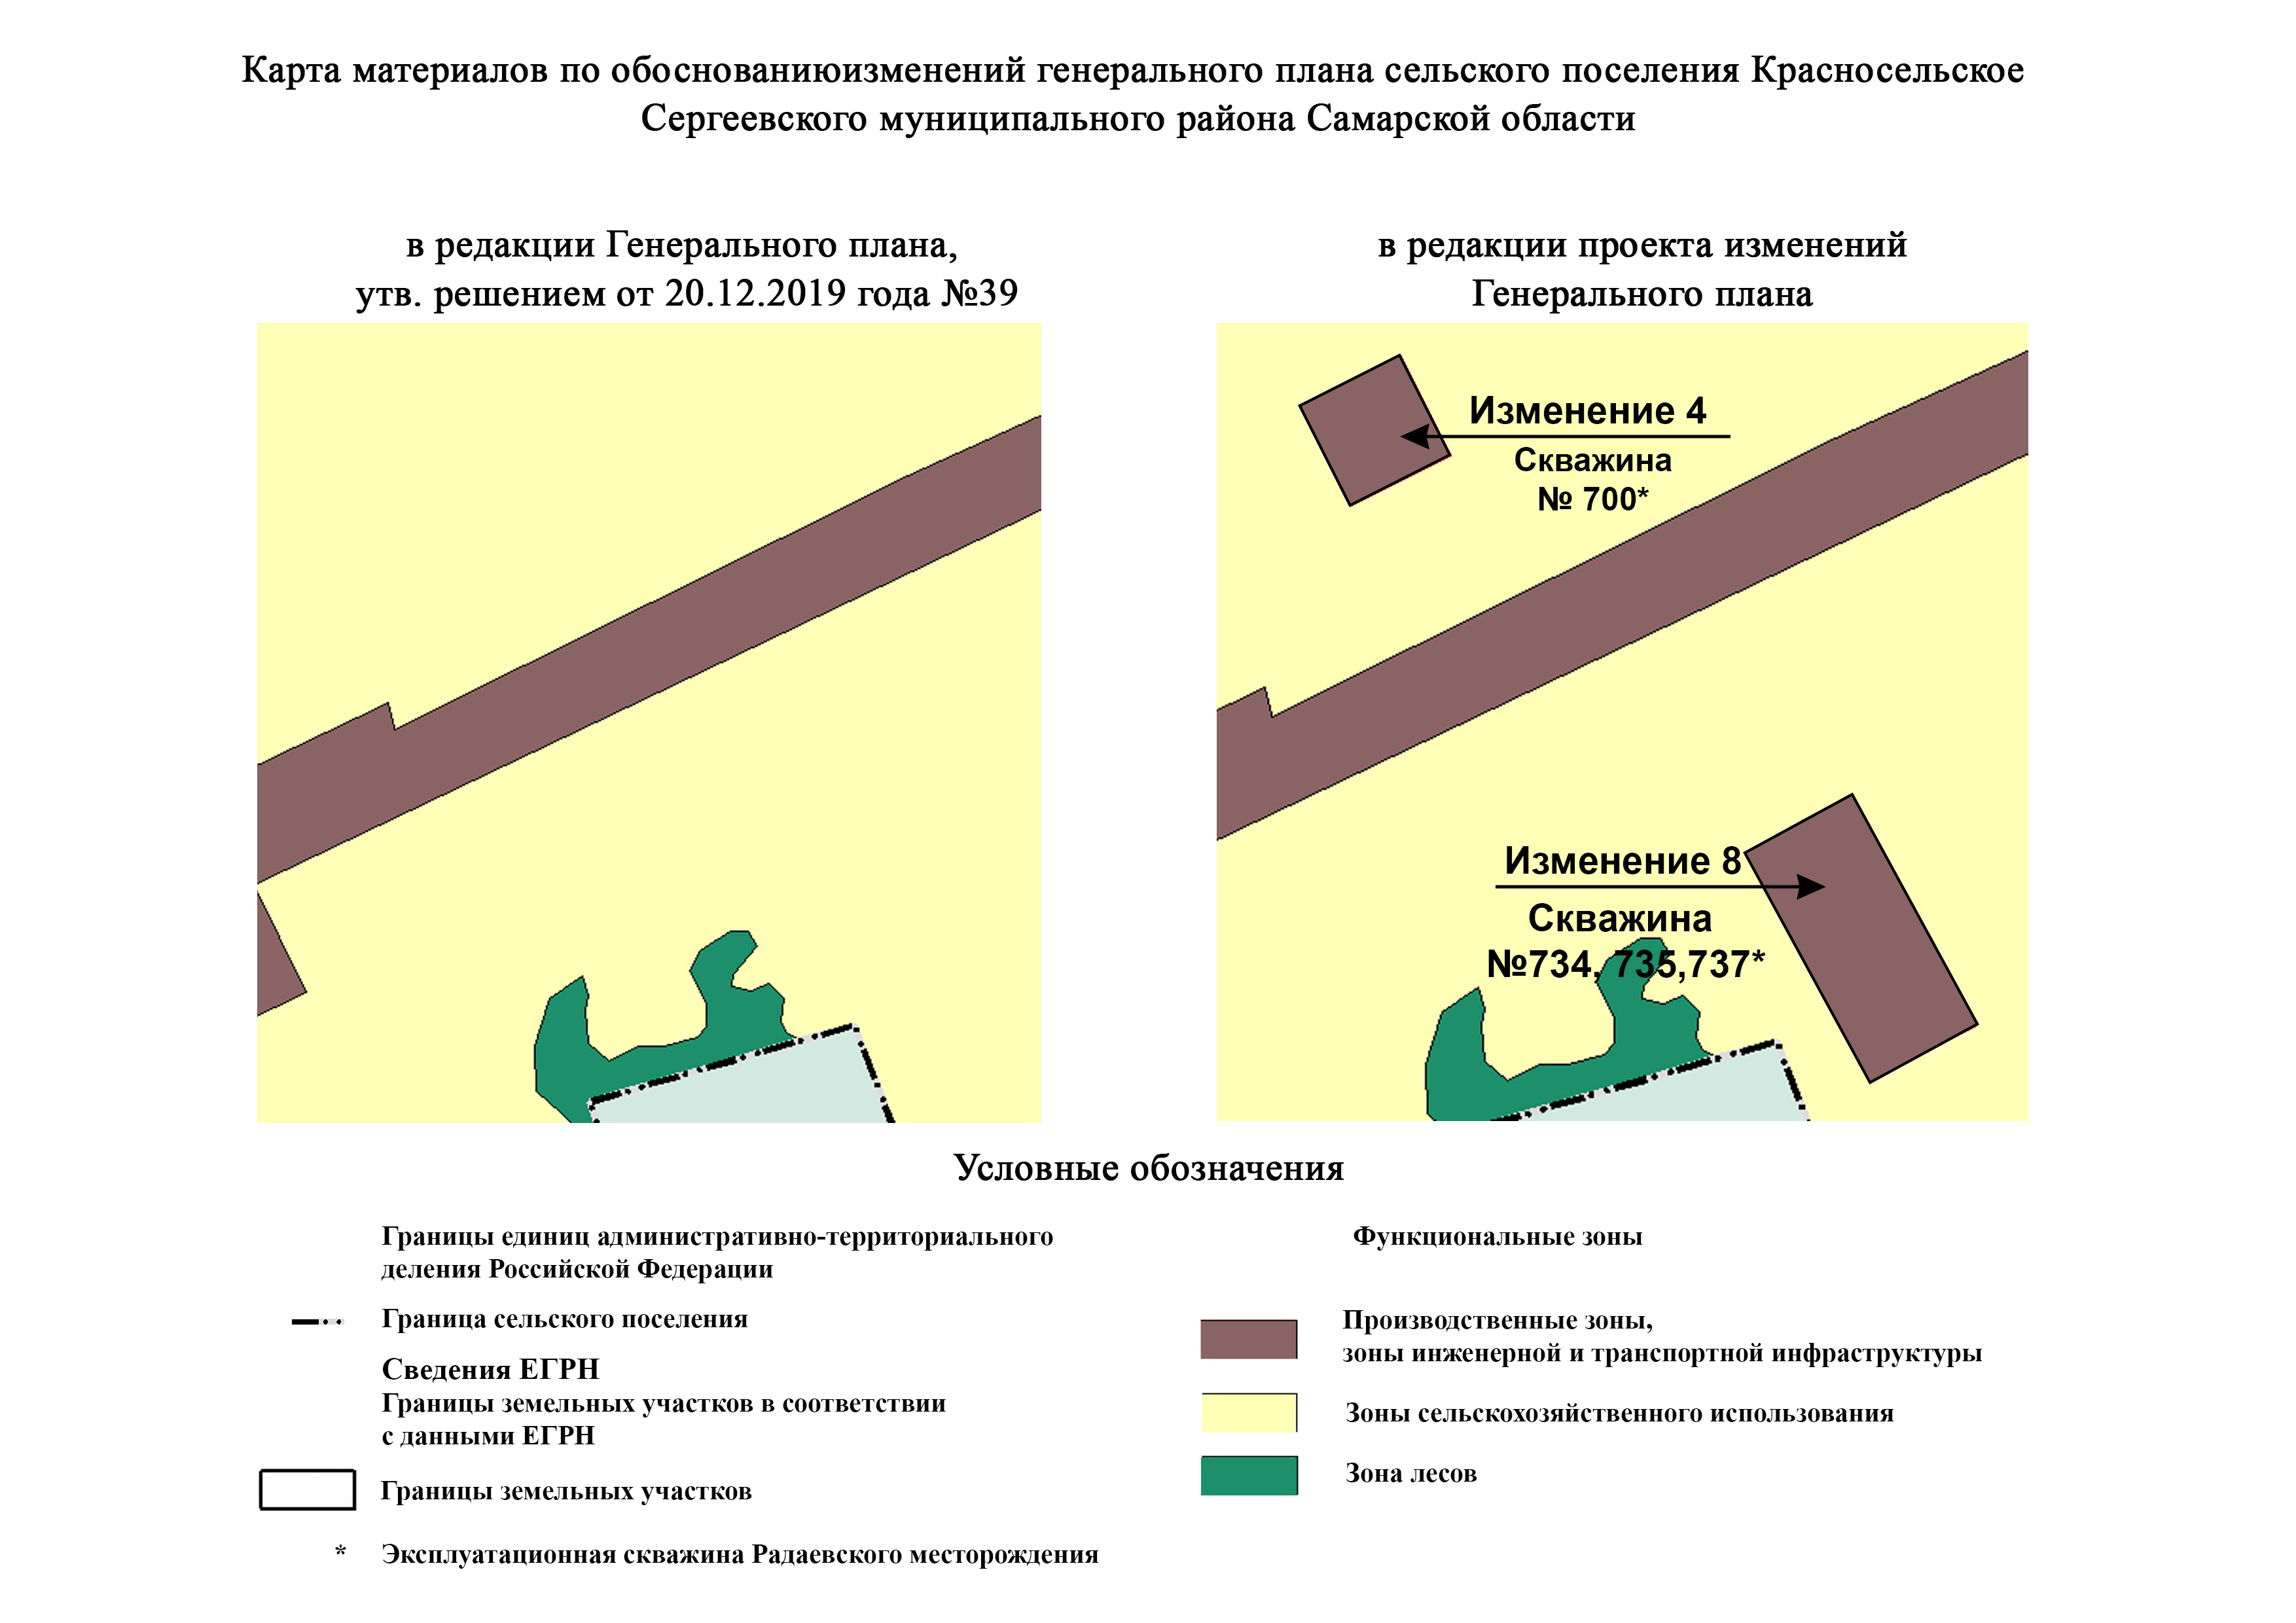 Карта материалов по обоснованиюизменений генерального плана сельского поселения Красносельское
Сергеевского муниципального района Самарской области
в редакции Генерального плана,
утв. решением от 20.12.2019 года №39
в редакции проекта изменений
Генерального плана
Изменение 4
Скважина
№ 700*
Изменение 8
Скважина
№734, 735,737*
Условные обозначения
Границы единиц административно-территориального
деления Российской Федерации
Граница сельского поселения
Сведения ЕГРН
Границы земельных участков в соответствии
с данными ЕГРН
Границы земельных участков
* Эксплуатационная скважина Радаевского месторождения
Функциональные зоны
Производственные зоны,
зоны инженерной и транспортной инфраструктуры
Зоны сельскохозяйственного использования
Зона лесов